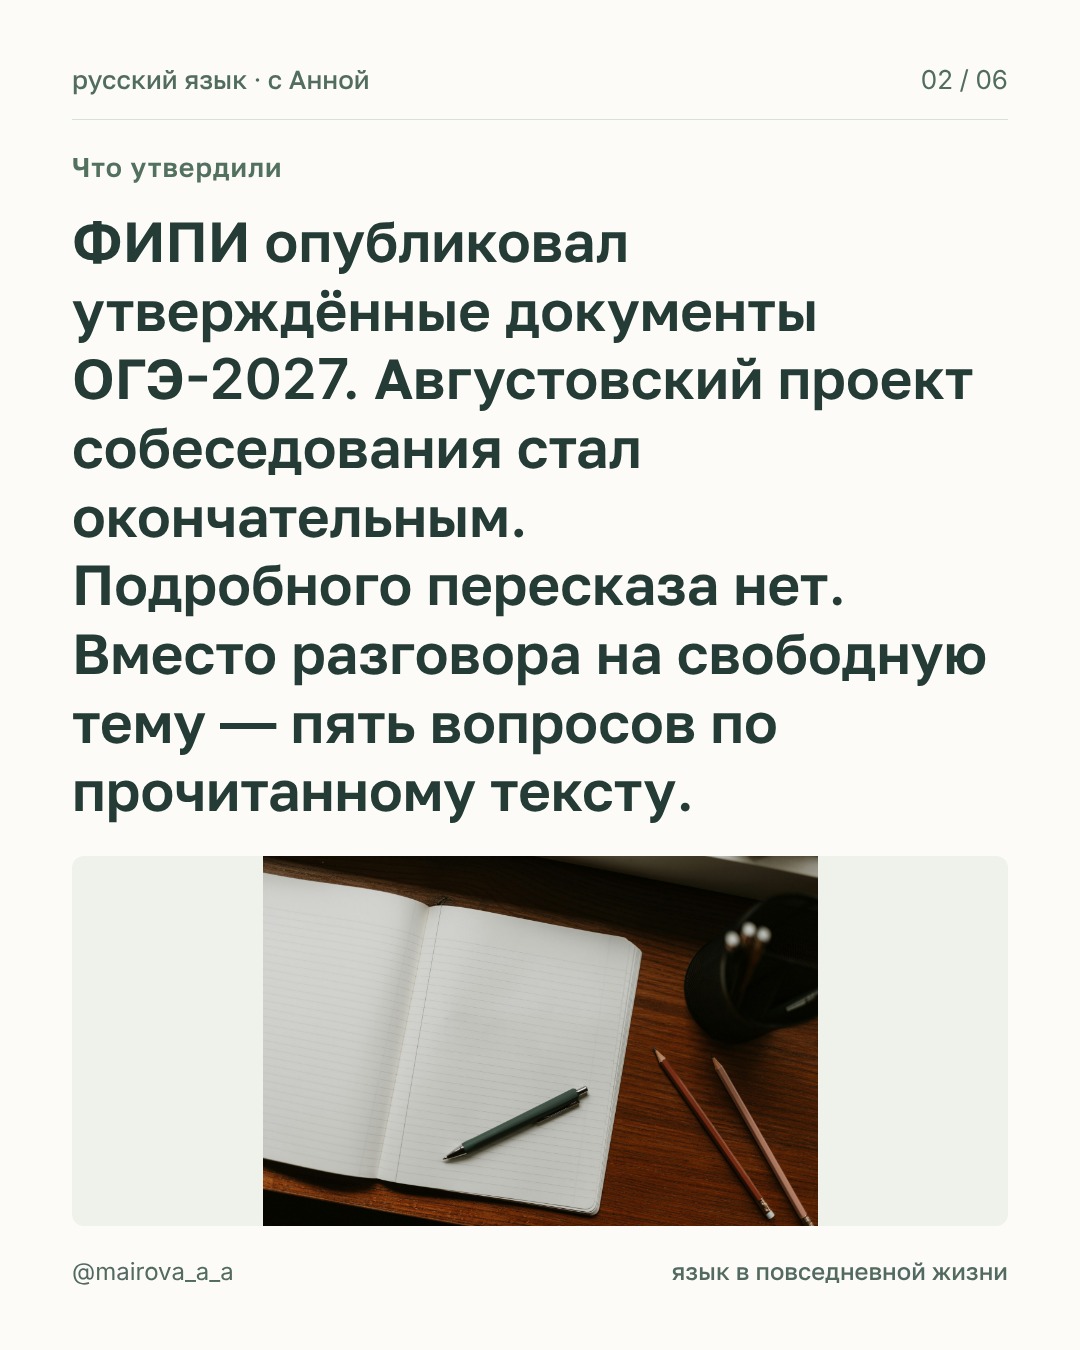 русский язык · с Анной
02 / 06
Что утвердили
ФИПИ опубликовал
утверждённые документы
ОГЭ-2027. Августовский проект
собеседования стал
окончательным.
Подробного пересказа нет.
Вместо разговора на свободную
тему — пять вопросов по
прочитанному тексту.
@mairova_a_a
язык в повседневной жизни